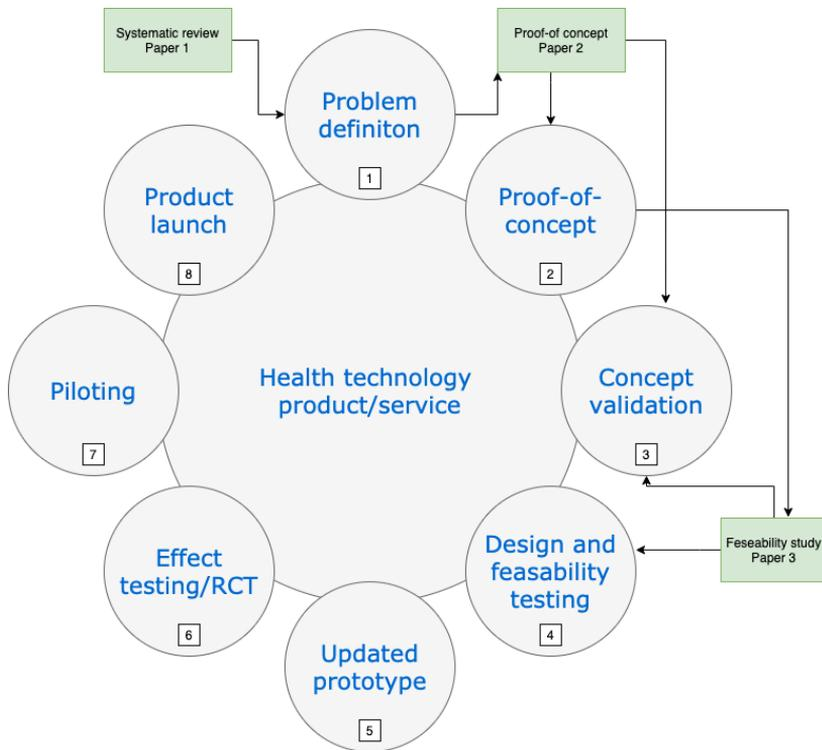 Systematic review
Paper 1
Proof-of concept
Paper 2
Problem
definiton
1
Product
launch
8
Proof-of-
concept
2
Piloting
7
Health technology
product/service
Concept
validation
3
Effect
testing/RCT
6
Design and
feasability
testing
4
Feseability study
Paper 3
Updated
prototype
5